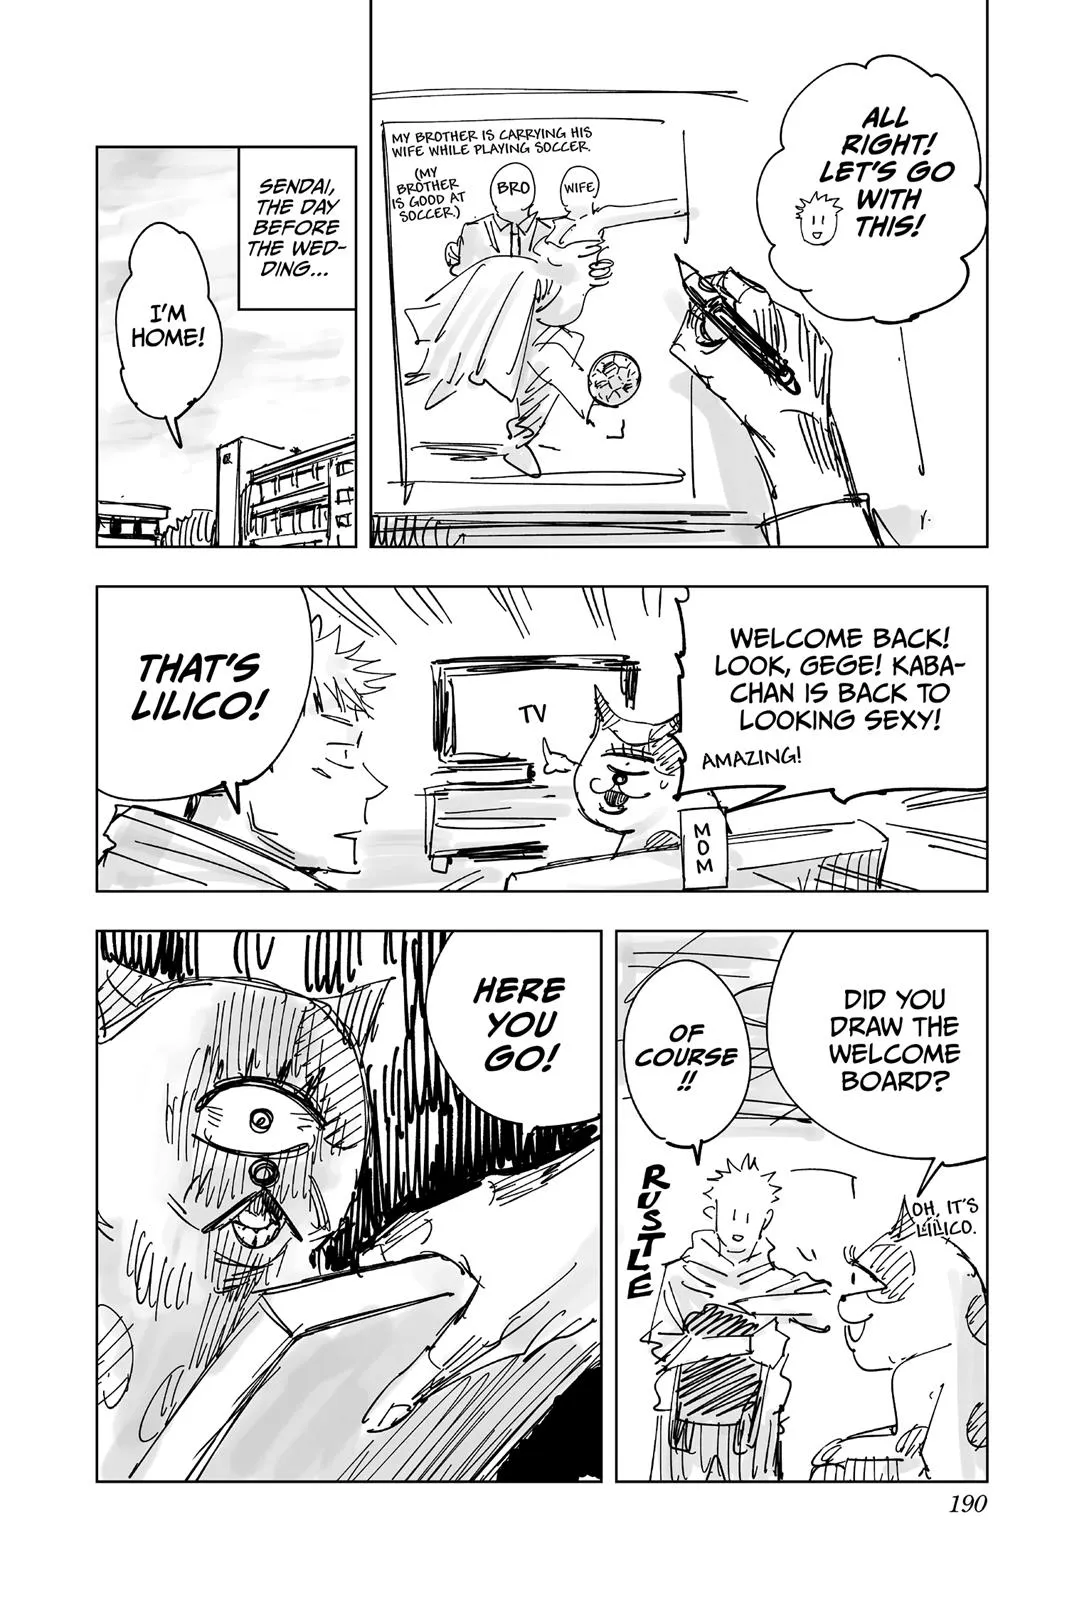 ALL
RIGHT!
LET'S GO
WITH
THIS!
MY BROTHER IS CARRYING HIS
WIFE WHILE PLAYING SOCCER.
(MY
BROTHER
IS GOOD AT
SOCCER.)
BRO
WIFE
SENDAI,
THE DAY
BEFORE
THE WED-
DING...
I'M
HOME!
WELCOME BACK!
LOOK, GEGE! KABA-
CHAN IS BACK TO
LOOKING SEXY!
AMAZING!
MOM
TV
THAT'S
LILICO!
DID YOU
DRAW THE
WELCOME
BOARD?
OH, IT'S
LILICO.
OF
COURSE
!!
RUSTLE
HERE
YOU
GO!
190